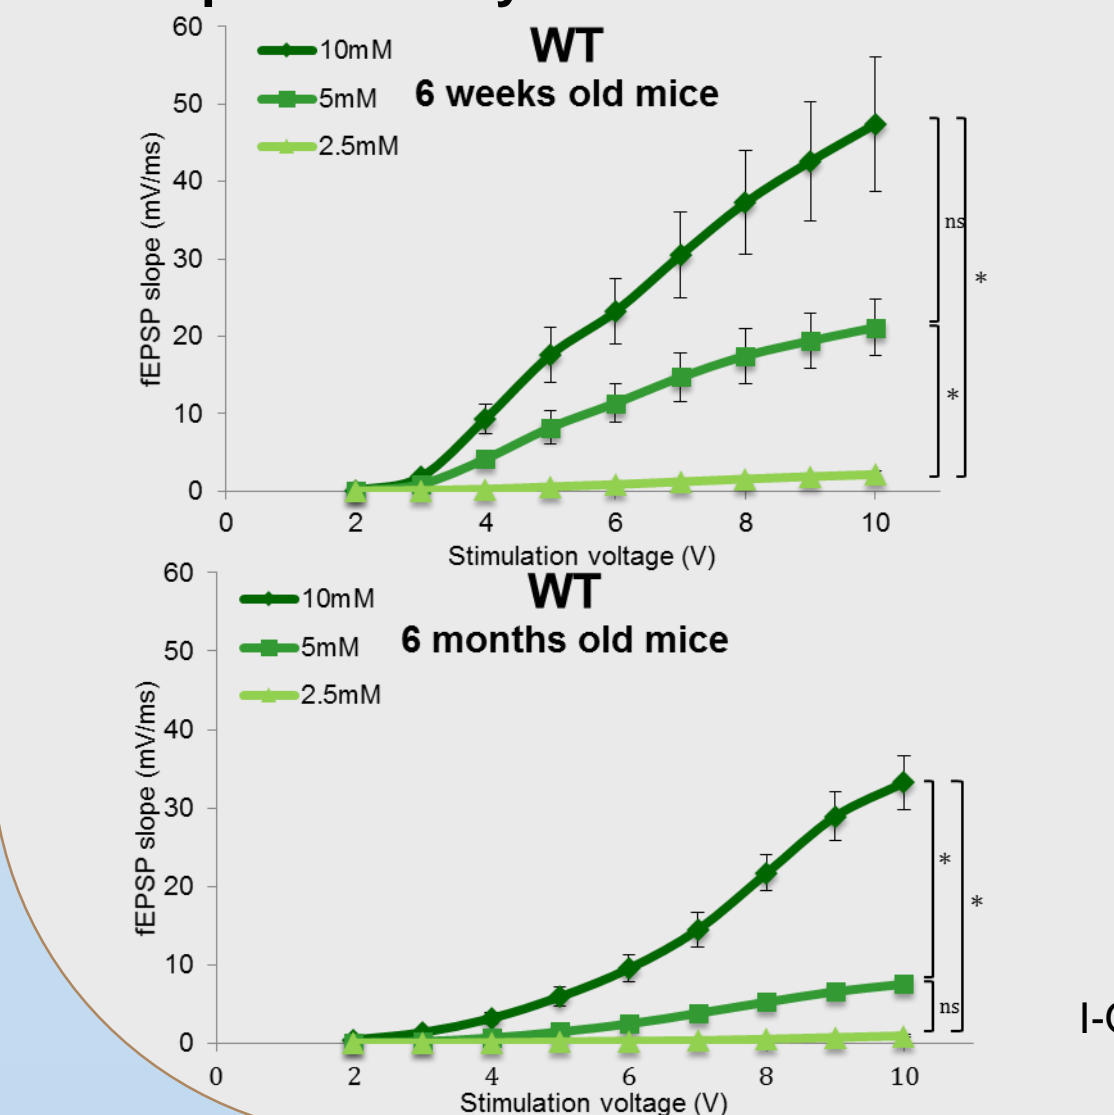 60
WT
10mM
6 weeks old mice
5mM
2.5mM
50
40
30
20
10
0
fEPSP slope (mV/ms)
ns
*
*
0 2 4 6 8 10
Stimulation voltage (V)
60
WT
10mM
6 months old mice
5mM
2.5mM
50
40
30
20
10
0
fEPSP slope (mV/ms)
*
*
ns
0 2 4 6 8 10
Stimulation voltage (V)